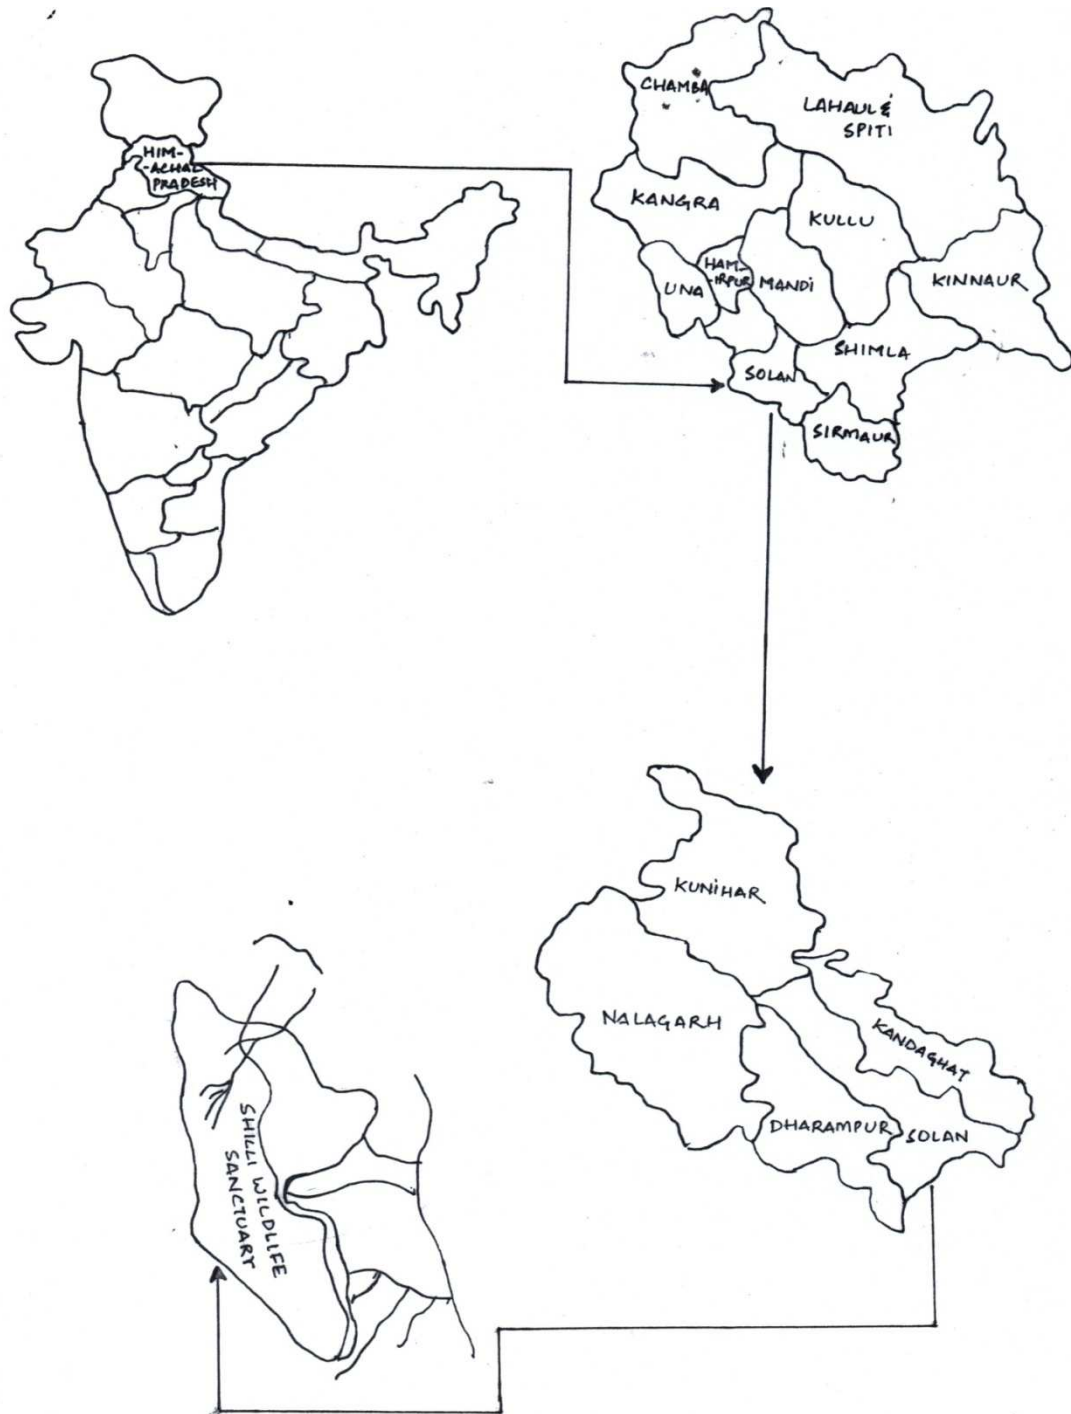 HIM-
-ACHAL
PRADESH
CHAMBA
LAHAUL &
SPITI
KANGRA
KULLU
HAM-
-IRPUR
UNA
MANDI
KINNAUR
SHIMLA
SOLAN
SIRMAUR
KUNIHAR
NALAGARH
KANDAGHAT
DHARAMPUR
SOLAN
SHILLI WILDLIFE
SANCTUARY